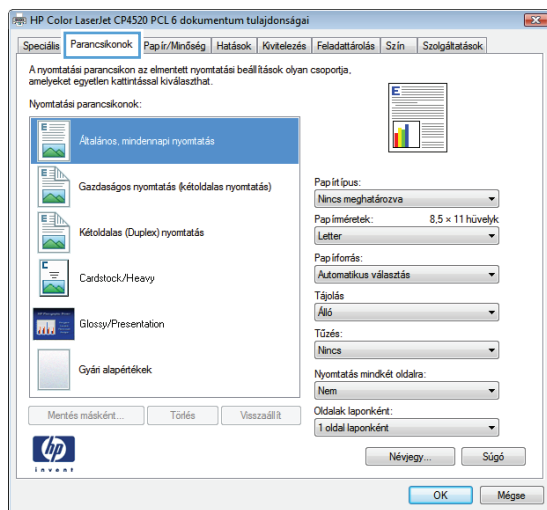 HP Color LaserJet CP4520 PCL 6 dokumentum tulajdonságai
Speciális Parancsikonok Papír/Minőség Hatások Kivitelezés Feladattárolás Szín Szolgáltatások
A nyomtatási parancsikon az elmentett nyomtatási beállítások olyan csoportja,
amelyeket egyetlen kattintással kiválaszthat.
Nyomtatási parancsikonok:
Általános, mindennapi nyomtatás
Gazdaságos nyomtatás (kétoldalas nyomtatás)
Kétoldalas (Duplex) nyomtatás
Cardstock/Heavy
Glossy/Presentation
Gyári alapértékek
Mentés másként... Törlés Visszaállít
Papírtípus:
Nincs meghatározva
Papírméretek: 8,5 × 11 hüvelyk
Letter
Papírforrás:
Automatikus választás
Tájolás
Álló
Tűzés:
Nincs
Nyomtatás mindkét oldalra:
Nem
Oldalak laponként:
1 oldal laponként
hp
invent
Névjegy... Súgó
OK Mégse